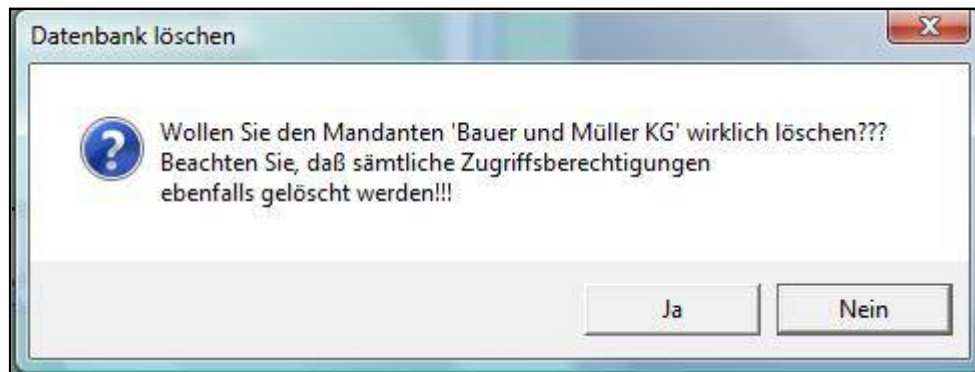 Datenbank löschen
Wollen Sie den Mandanten 'Bauer und Müller KG' wirklich löschen???
Beachten Sie, daß sämtliche Zugriffsberechtigungen
ebenfalls gelöscht werden!!!
Ja
Nein